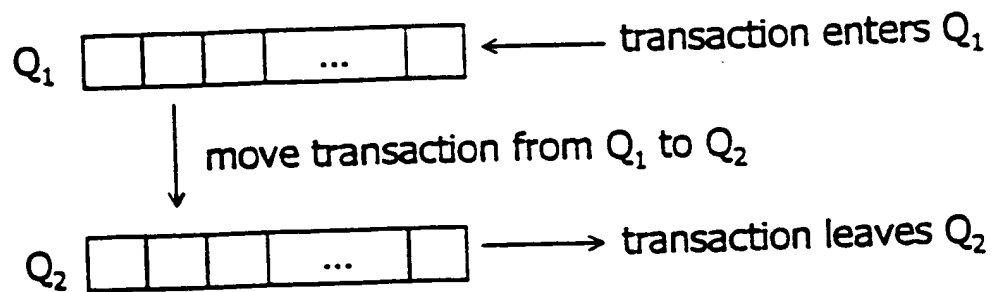 Q₁ ... transaction enters Q₁
move transaction from Q₁ to Q₂
Q₂ ... transaction leaves Q₂